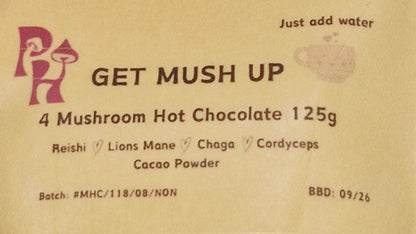 Just add water
PH
GET MUSH UP
4 Mushroom Hot Chocolate 125g
Reishi ♡ Lions Mane ♡ Chaga ♡ Cordyceps
Cacao Powder
Batch: #MHC/118/08/NON
BBD: 09/26